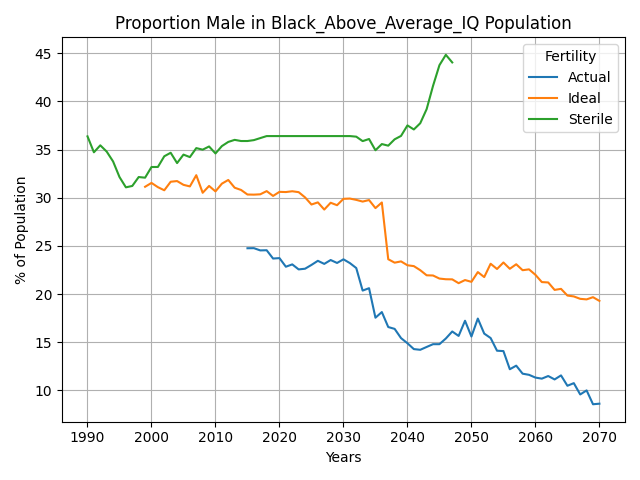 Proportion Male in Black_Above_Average_IQ Population
Fertility
Actual
Ideal
Sterile
% of Population
45
40
35
30
25
20
15
10
1990
2000
2010
2020
2030
2040
2050
2060
2070
Years